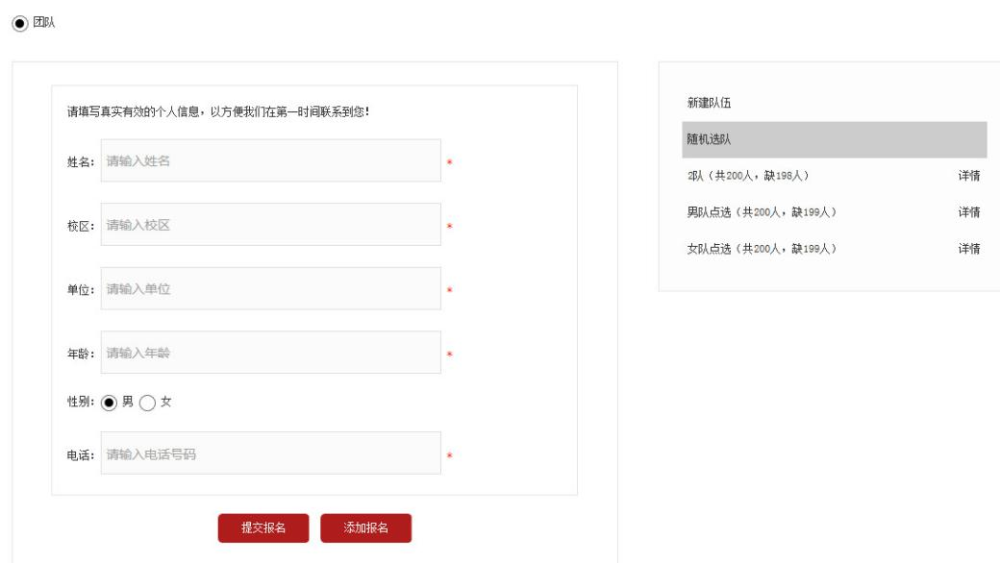 团队
请填写真实有效的个人信息，以方便我们在第一时间联系到您！
姓名：请输入姓名 *
校区：请输入校区 *
单位：请输入单位 *
年龄：请输入年龄 *
性别：男 女
电话：请输入电话号码 *
提交报名 添加报名
新建队伍
随机选队
2队（共200人，缺198人） 详情
男队点选（共200人，缺199人） 详情
女队点选（共200人，缺199人） 详情